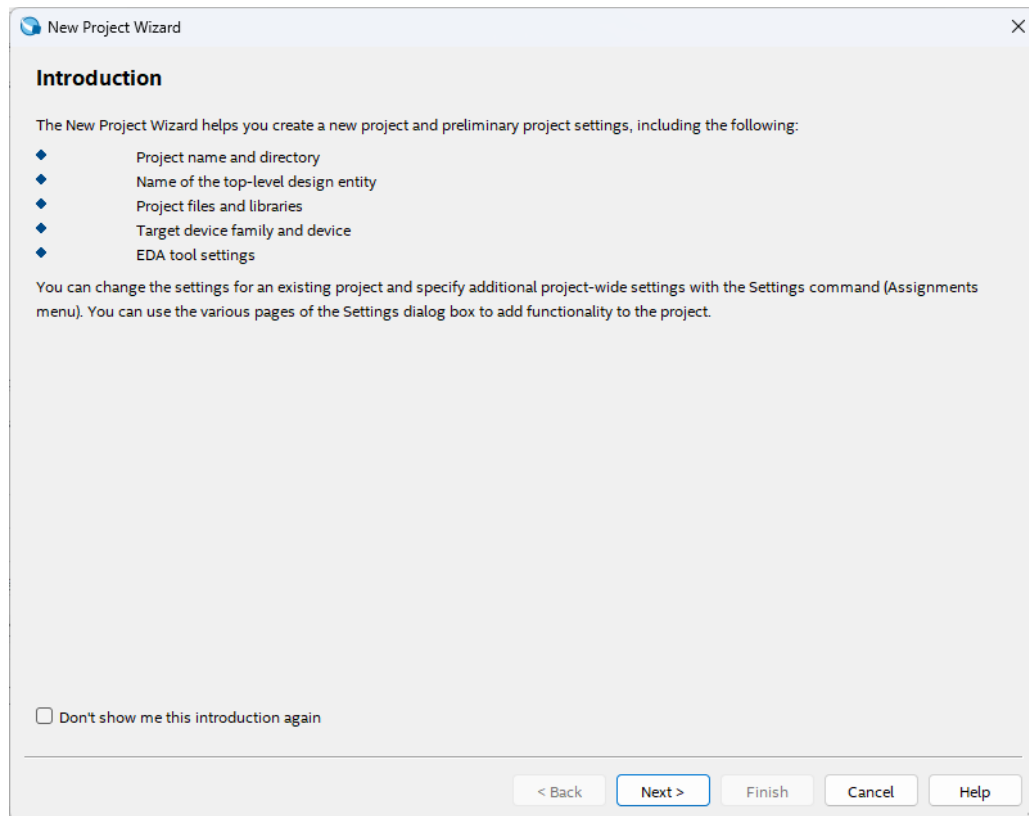 New Project Wizard
Introduction
The New Project Wizard helps you create a new project and preliminary project settings, including the following:
Project name and directory
Name of the top-level design entity
Project files and libraries
Target device family and device
EDA tool settings
You can change the settings for an existing project and specify additional project-wide settings with the Settings command (Assignments
menu). You can use the various pages of the Settings dialog box to add functionality to the project.
Don't show me this introduction again
< Back Next > Finish Cancel Help